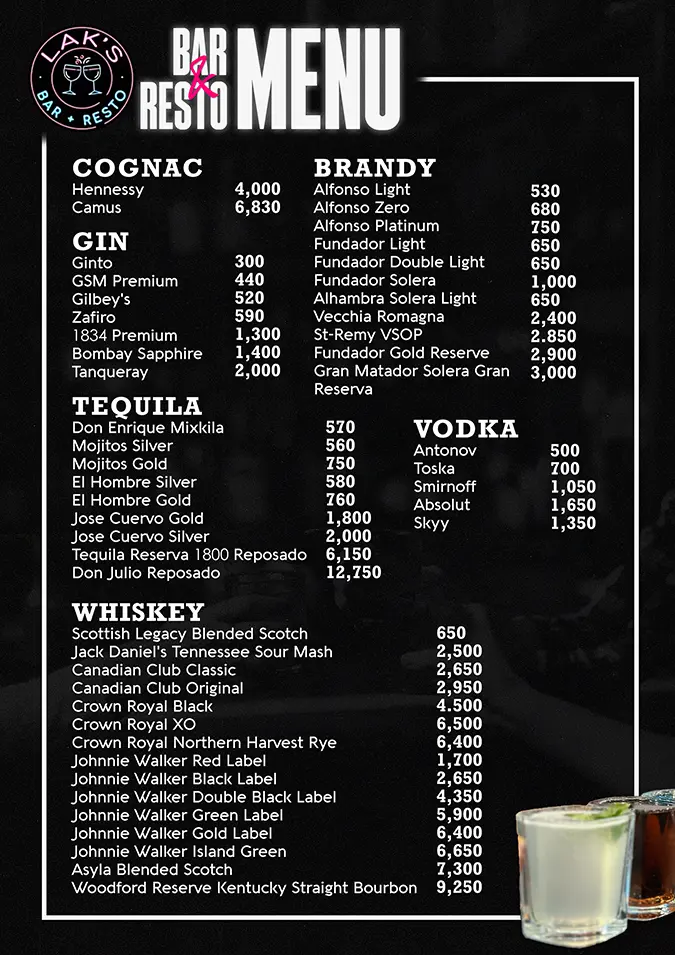 LAK'S
BAR + RESTO
BAR
&
RESTO
MENU
COGNAC
Hennessy 4,000
Camus 6,830
GIN
Ginto 300
GSM Premium 440
Gilbey's 520
Zafiro 590
1834 Premium 1,300
Bombay Sapphire 1,400
Tanqueray 2,000
BRANDY
Alfonso Light 530
Alfonso Zero 680
Alfonso Platinum 750
Fundador Light 650
Fundador Double Light 650
Fundador Solera 1,000
Alhambra Solera Light 650
Vecchia Romagna 2,400
St-Remy VSOP 2.850
Fundador Gold Reserve 2,900
Gran Matador Solera Gran 3,000
Reserva
TEQUILA
Don Enrique Mixkila 570
Mojitos Silver 560
Mojitos Gold 750
El Hombre Silver 580
El Hombre Gold 760
Jose Cuervo Gold 1,800
Jose Cuervo Silver 2,000
Tequila Reserva 1800 Reposado 6,150
Don Julio Reposado 12,750
VODKA
Antonov 500
Toska 700
Smirnoff 1,050
Absolut 1,650
Skyy 1,350
WHISKEY
Scottish Legacy Blended Scotch 650
Jack Daniel's Tennessee Sour Mash 2,500
Canadian Club Classic 2,650
Canadian Club Original 2,950
Crown Royal Black 4.500
Crown Royal XO 6,500
Crown Royal Northern Harvest Rye 6,400
Johnnie Walker Red Label 1,700
Johnnie Walker Black Label 2,650
Johnnie Walker Double Black Label 4,350
Johnnie Walker Green Label 5,900
Johnnie Walker Gold Label 6,400
Johnnie Walker Island Green 6,650
Asyla Blended Scotch 7,300
Woodford Reserve Kentucky Straight Bourbon 9,250